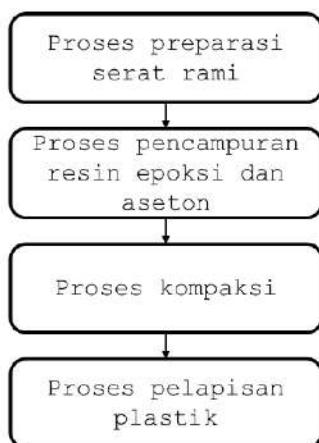 Proses preparasi
serat rami
Proses pencampuran
resin epoksi dan
aseton
Proses kompaksi
Proses pelapisan
plastik